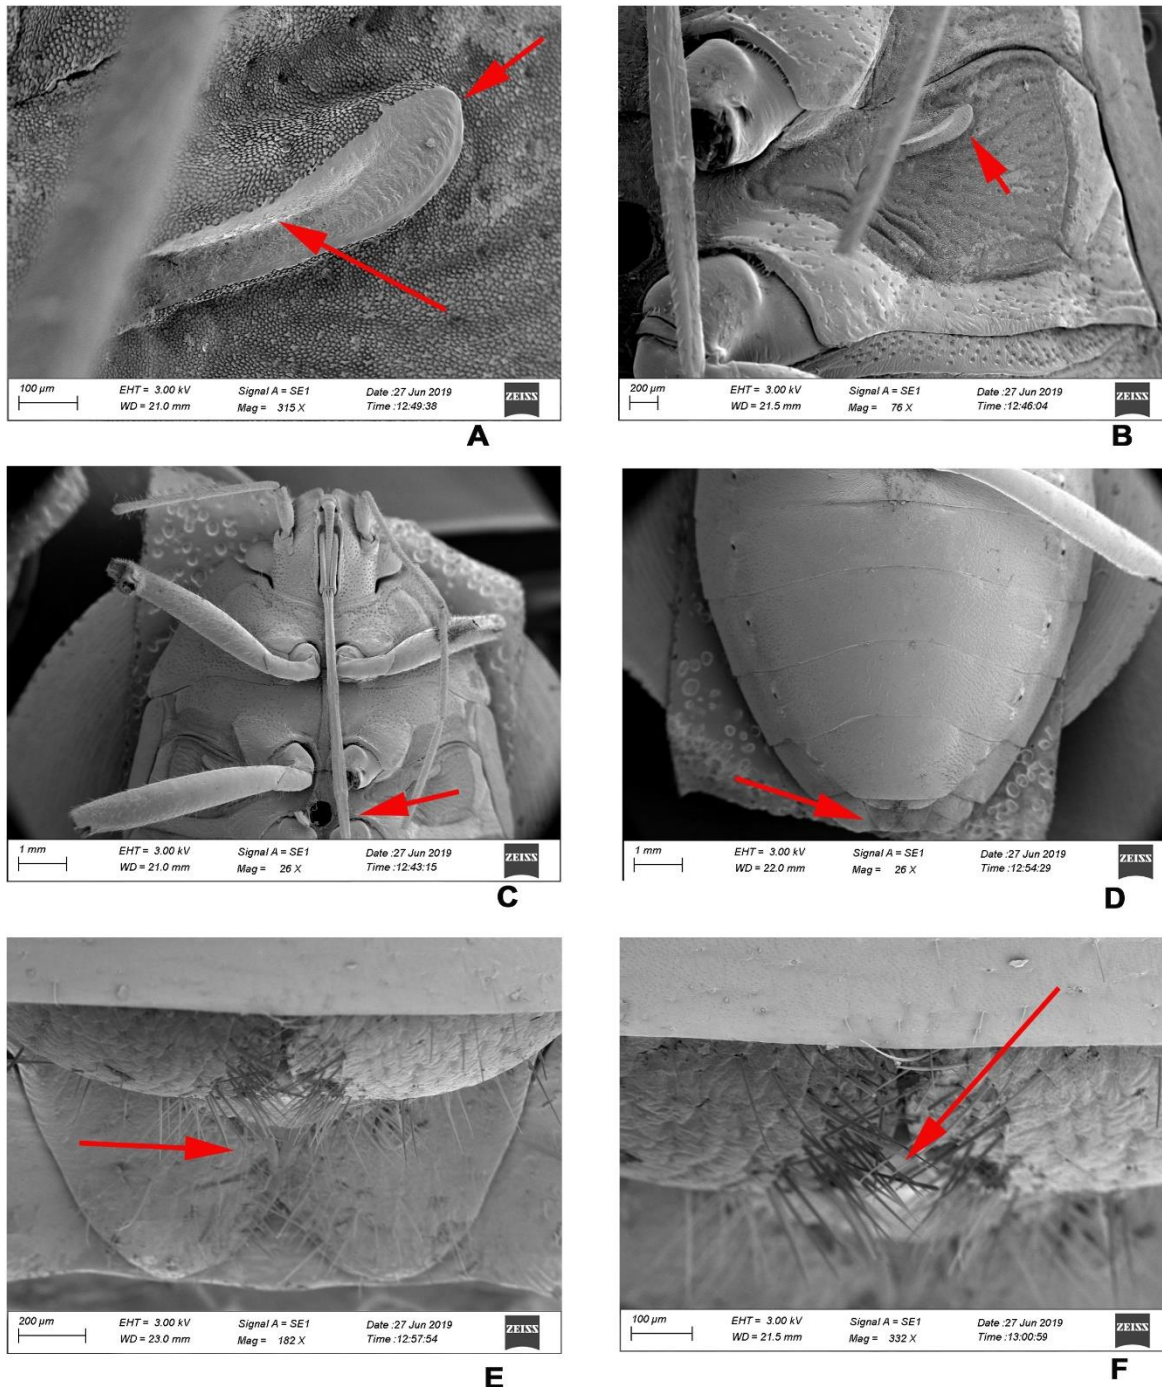 100 µm
EHT = 3.00 kV
Signal A = SE1
Date :27 Jun 2019
WD = 21.0 mm
Mag = 315 X
Time :12:49:38
ZEISS
A
200 µm
EHT = 3.00 kV
Signal A = SE1
Date :27 Jun 2019
WD = 21.5 mm
Mag = 76 X
Time :12:46:04
ZEISS
B
1 mm
EHT = 3.00 kV
Signal A = SE1
Date :27 Jun 2019
WD = 21.0 mm
Mag = 26 X
Time :12:43:15
ZEISS
C
1 mm
EHT = 3.00 kV
Signal A = SE1
Date :27 Jun 2019
WD = 22.0 mm
Mag = 26 X
Time :12:54:29
ZEISS
D
200 µm
EHT = 3.00 kV
Signal A = SE1
Date :27 Jun 2019
WD = 23.0 mm
Mag = 182 X
Time :12:57:54
ZEISS
E
100 µm
EHT = 3.00 kV
Signal A = SE1
Date :27 Jun 2019
WD = 21.5 mm
Mag = 332 X
Time :13:00:59
ZEISS
F